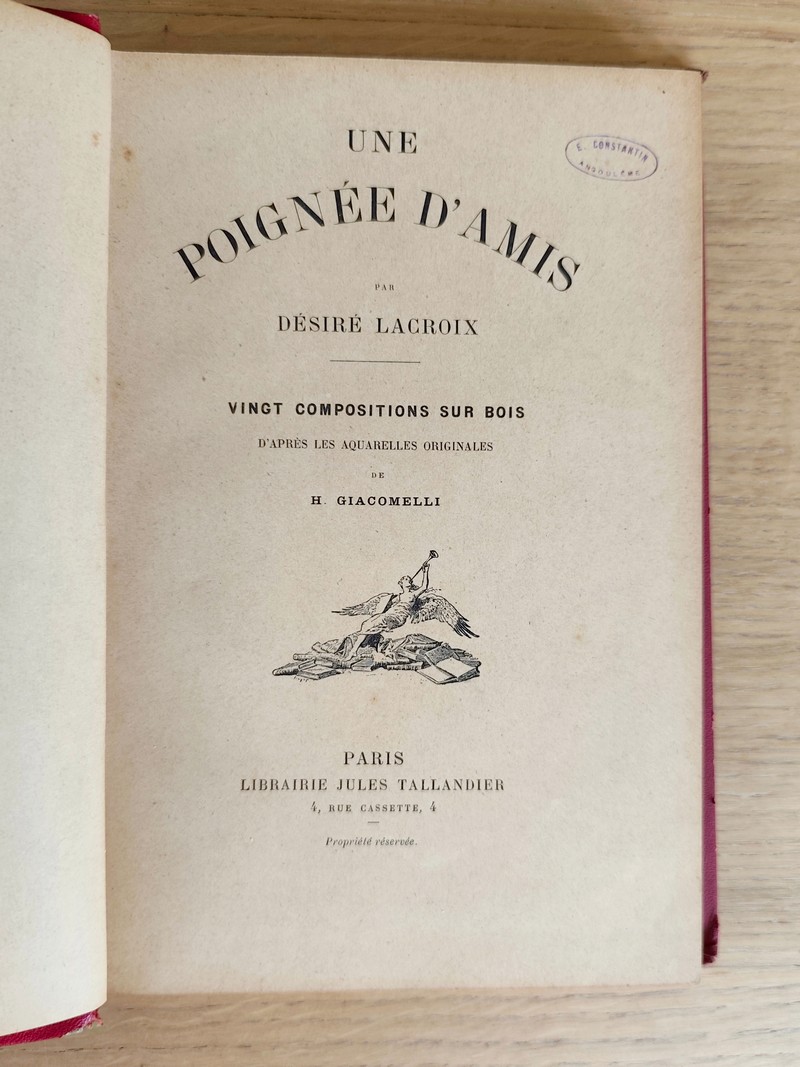 UNE
E. CONSTANTIN
ANGOULÊME
POIGNÉE D'AMIS
PAR
DÉSIRÉ LACROIX
VINGT COMPOSITIONS SUR BOIS
D'APRÈS LES AQUARELLES ORIGINALES
DE
H. GIACOMELLI
PARIS
LIBRAIRIE JULES TALLANDIER
4, RUE CASSETTE, 4
Propriété réservée.